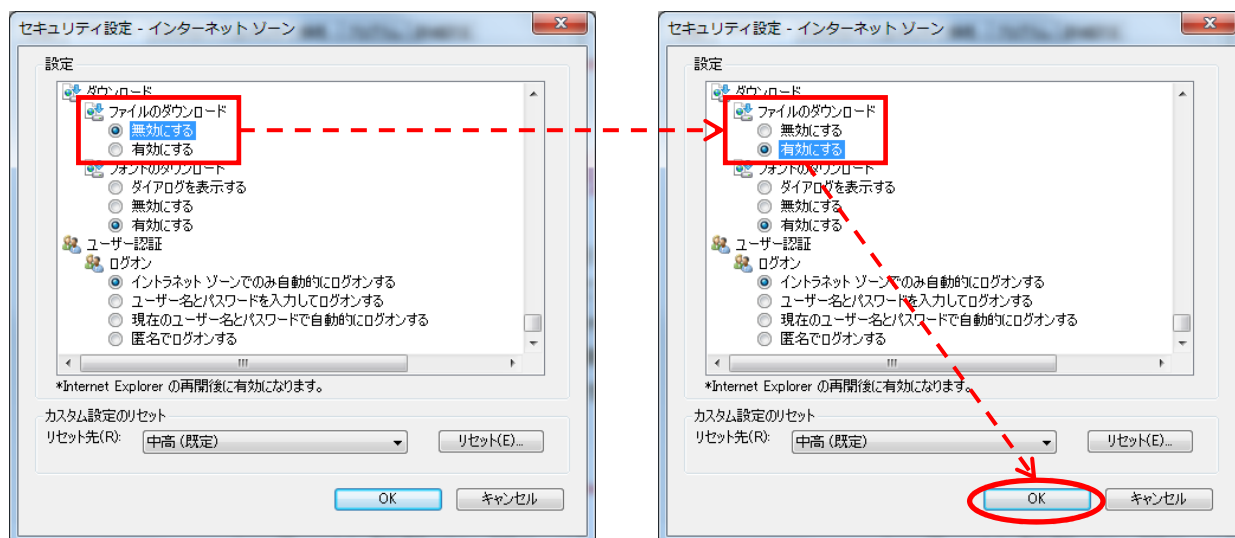 セキュリティ設定 - インターネット ゾーン
設定
ダウンロード
ファイルのダウンロード
無効にする
有効にする
フォントのダウンロード
ダイアログを表示する
無効にする
有効にする
ユーザー認証
ログオン
イントラネット ゾーンでのみ自動的にログオンする
ユーザー名とパスワードを入力してログオンする
現在のユーザー名とパスワードで自動的にログオンする
匿名でログオンする
*Internet Explorer の再開後に有効になります。
カスタム設定のリセット
リセット先(R):
中高 (既定)
リセット(E)...
OK
キャンセル
セキュリティ設定 - インターネット ゾーン
設定
ダウンロード
ファイルのダウンロード
無効にする
有効にする
フォントのダウンロード
ダイアログを表示する
無効にする
有効にする
ユーザー認証
ログオン
イントラネット ゾーンでのみ自動的にログオンする
ユーザー名とパスワードを入力してログオンする
現在のユーザー名とパスワードで自動的にログオンする
匿名でログオンする
*Internet Explorer の再開後に有効になります。
カスタム設定のリセット
リセット先(R):
中高 (既定)
リセット(E)...
OK
キャンセル